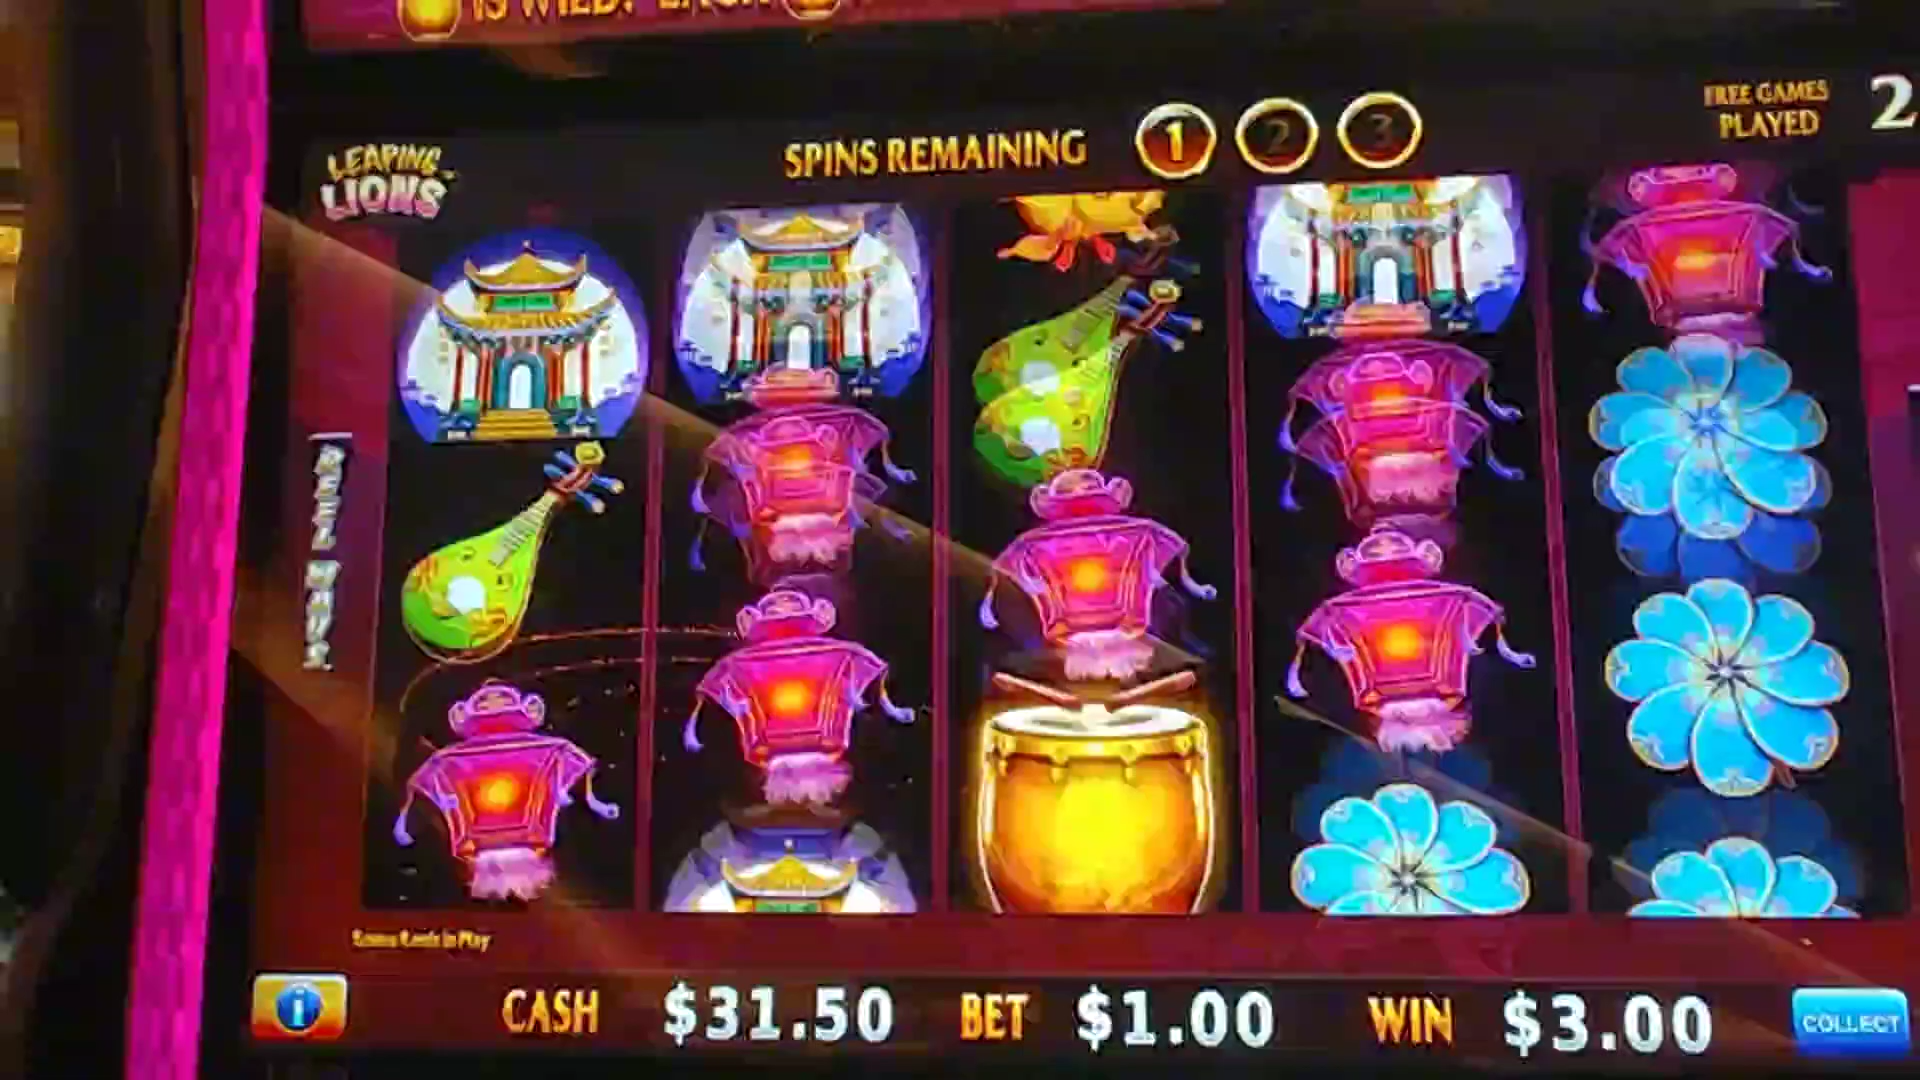 IS WILD! EACH
FREE GAMES
PLAYED 2
SPINS REMAINING 1 2 3
LEAPING
LIONS
REEL
CASH $31.50 BET $1.00 WIN $3.00
COLLECT